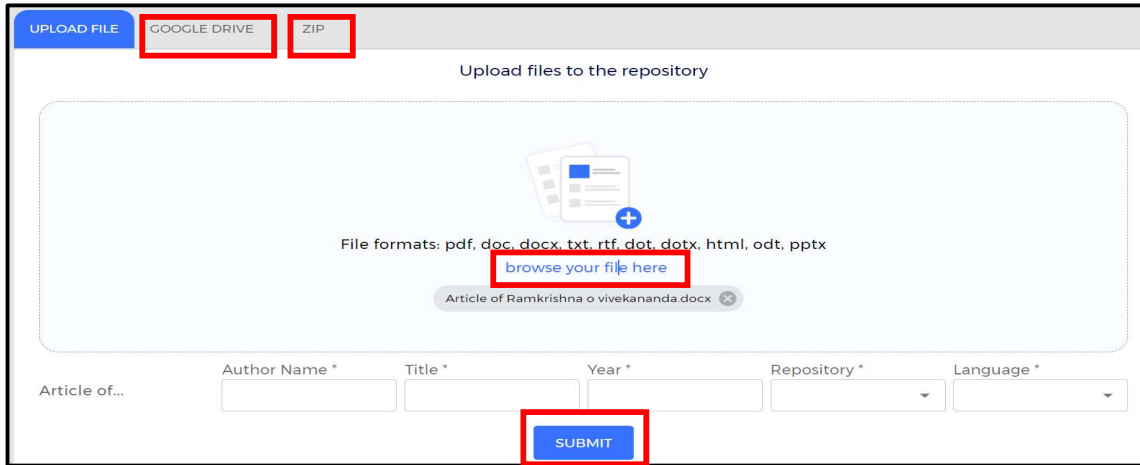 UPLOAD FILE GOOGLE DRIVE ZIP
Upload files to the repository
File formats: pdf, doc, docx, txt, rtf, dot, dotx, html, odt, pptx
browse your file here
Article of Ramkrishna o vivekananda.docx
Author Name * Title * Year * Repository * Language *
Article of...
SUBMIT